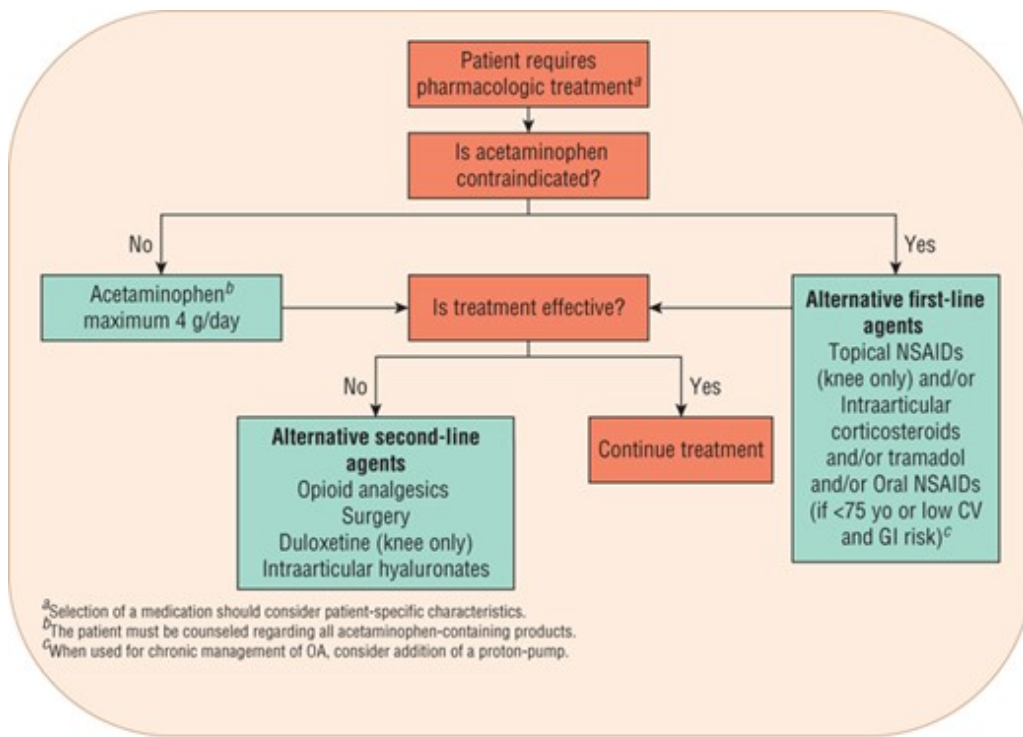 Patient requires
pharmacologic treatmentᵃ
Is acetaminophen
contraindicated?
No
Yes
Acetaminophenᵇ
maximum 4 g/day
Is treatment effective?
Alternative first-line
agents
Topical NSAIDs
(knee only) and/or
Intraarticular
corticosteroids
and/or tramadol
and/or Oral NSAIDs
(if <75 yo or low CV
and GI risk)ᶜ
No
Yes
Alternative second-line
agents
Opioid analgesics
Surgery
Duloxetine (knee only)
Intraarticular hyaluronates
Continue treatment
ᵃSelection of a medication should consider patient-specific characteristics.
ᵇThe patient must be counseled regarding all acetaminophen-containing products.
ᶜWhen used for chronic management of OA, consider addition of a proton-pump.